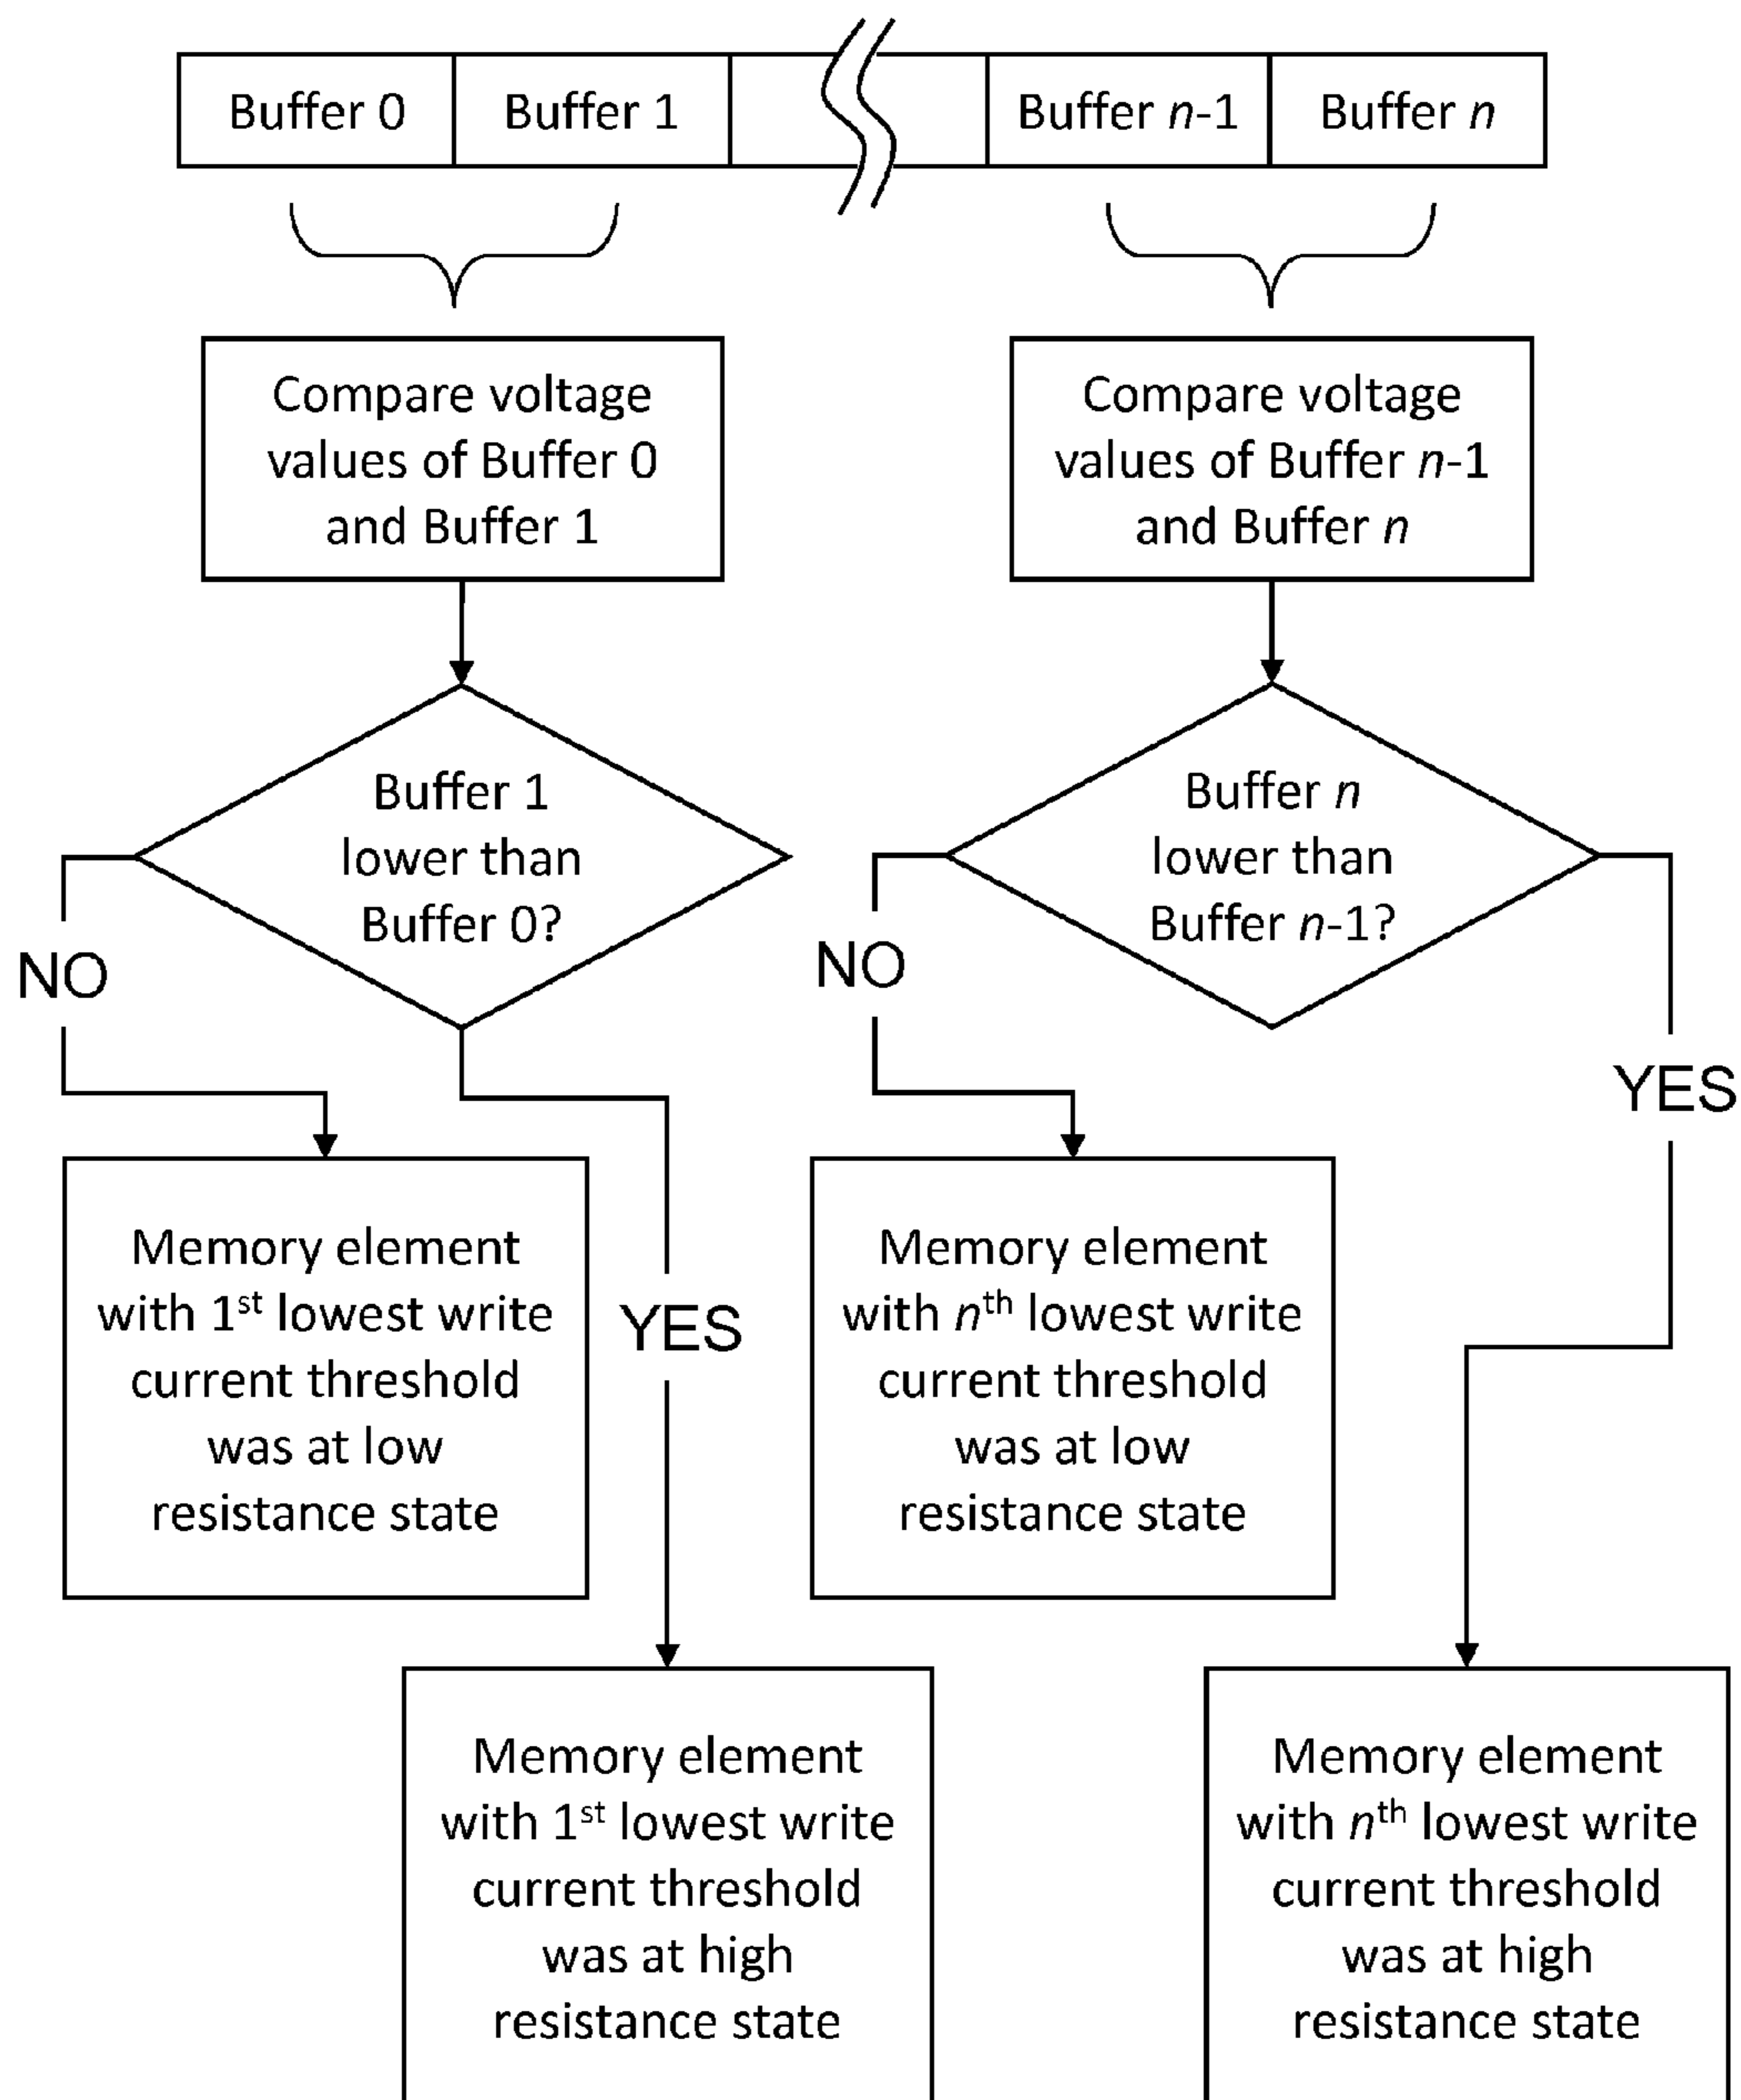 Buffer 0 Buffer 1 Buffer n-1 Buffer n
Compare voltage
values of Buffer 0
and Buffer 1
Compare voltage
values of Buffer n-1
and Buffer n
Buffer 1
lower than
Buffer 0?
Buffer n
lower than
Buffer n-1?
NO
NO
YES
Memory element
with 1st lowest write
current threshold
was at low
resistance state
YES
Memory element
with nth lowest write
current threshold
was at low
resistance state
Memory element
with 1st lowest write
current threshold
was at high
resistance state
Memory element
with nth lowest write
current threshold
was at high
resistance state